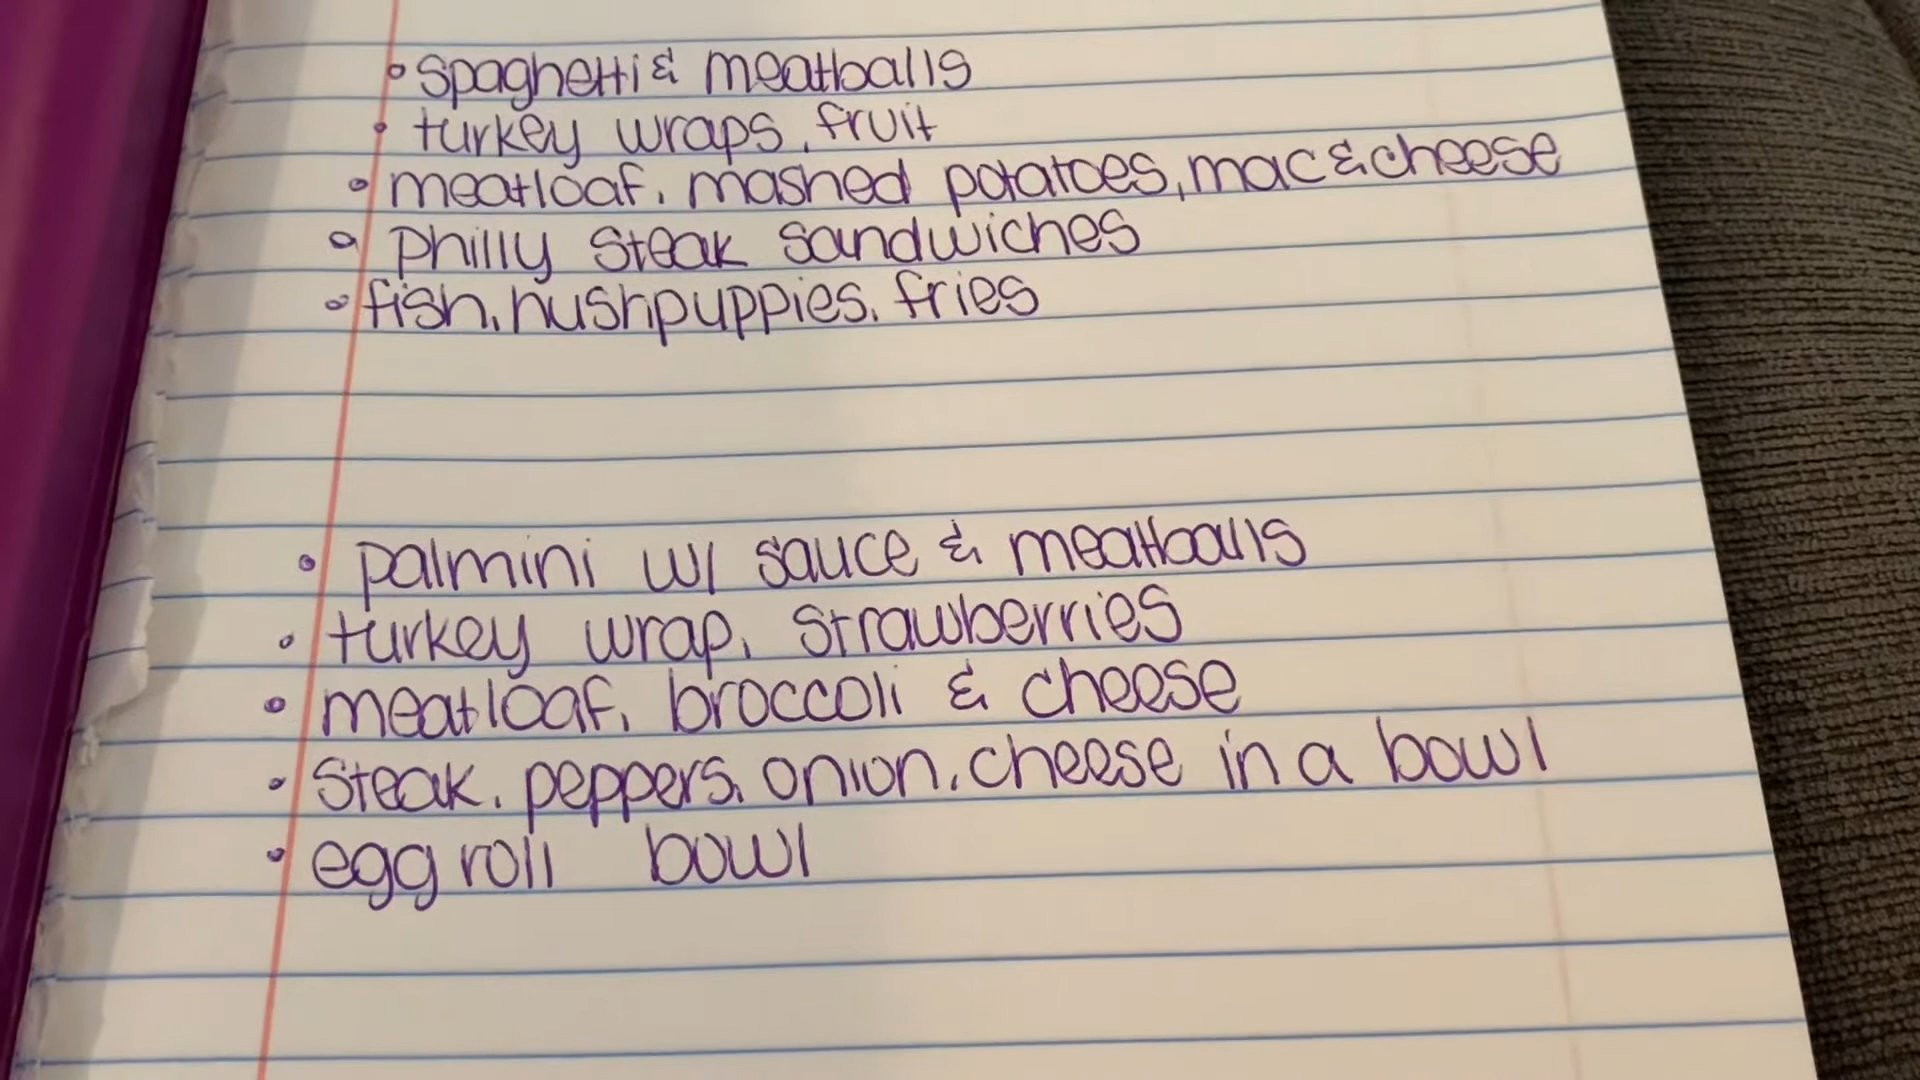 • spaghetti & meatballs
• turkey wraps, fruit
• meatloaf, mashed potatoes, mac & cheese
• philly steak sandwiches
• fish, hushpuppies, fries
• palmini w/ sauce & meatballs
• turkey wrap, strawberries
• meatloaf, broccoli & cheese
• steak, peppers, onion, cheese in a bowl
• egg roll bowl